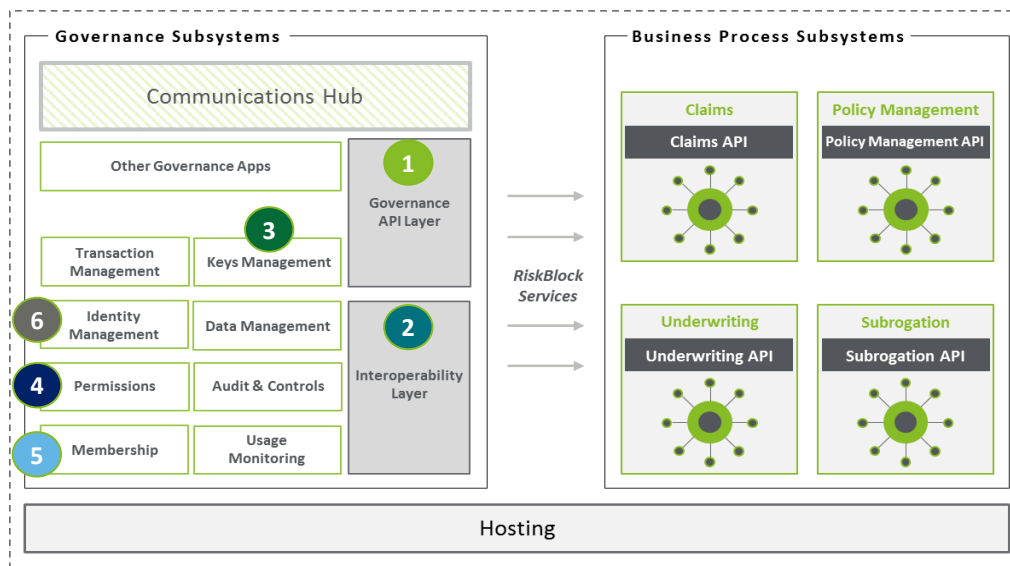 Governance Subsystems
Communications Hub
Other Governance Apps
1
Governance
API Layer
3
Transaction
Management
Keys Management
6
Identity
Management
Data Management
2
Interoperability
Layer
4
Permissions
Audit & Controls
5
Membership
Usage
Monitoring
RiskBlock
Services
Business Process Subsystems
Claims
Claims API
Policy Management
Policy Management API
Underwriting
Underwriting API
Subrogation
Subrogation API
Hosting